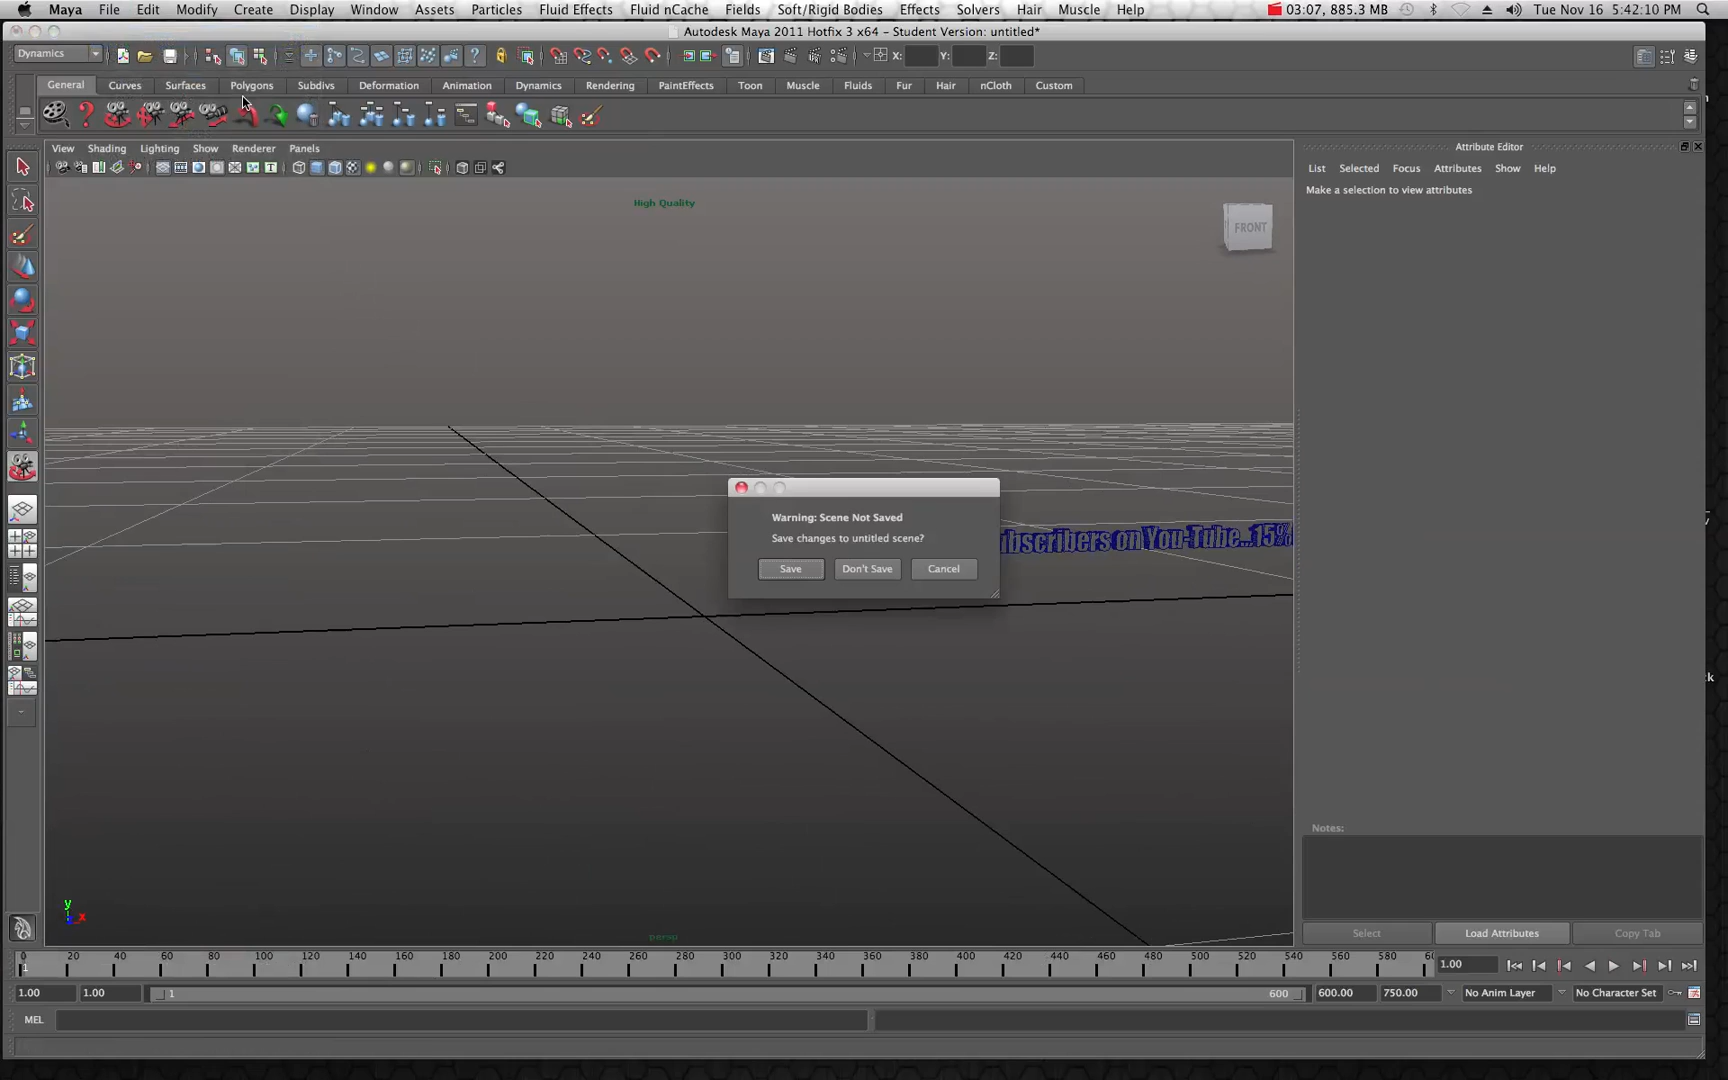 Maya File Edit Modify Create Display Window Assets Particles Fluid Effects Fluid nCache Fields Soft/Rigid Bodies Effects Solvers Hair Muscle Help 03:07, 885.3 MB Tue Nov 16 5:42:10 PM
Autodesk Maya 2011 Hotfix 3 x64 - Student Version: untitled*
Dynamics X: Y: Z:
General Curves Surfaces Polygons Subdivs Deformation Animation Dynamics Rendering PaintEffects Toon Muscle Fluids Fur Hair nCloth Custom
View Shading Lighting Show Renderer Panels
Attribute Editor
List Selected Focus Attributes Show Help
Make a selection to view attributes
High Quality
FRONT
Warning: Scene Not Saved
Save changes to untitled scene?
Save Don't Save Cancel
ubscribers on You-Tube...15%
Notes:
y
x
persp
Select Load Attributes Copy Tab
0 20 40 60 80 100 120 140 160 180 200 220 240 260 280 300 320 340 360 380 400 420 440 460 480 500 520 540 560 580 60
1
1.00
1.00 1.00 1 600 600.00 750.00 No Anim Layer No Character Set
MEL